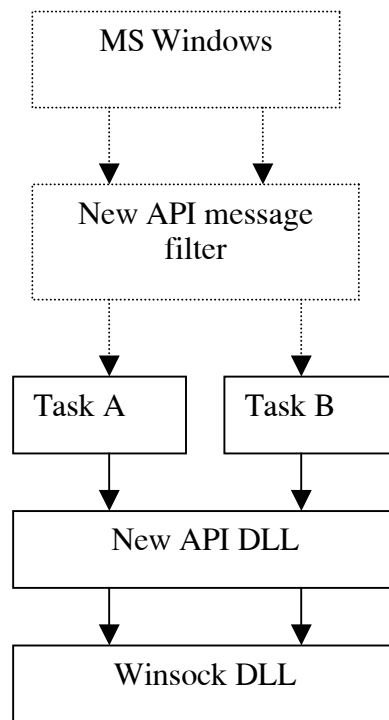 MS Windows
New API message
filter
Task A
Task B
New API DLL
Winsock DLL